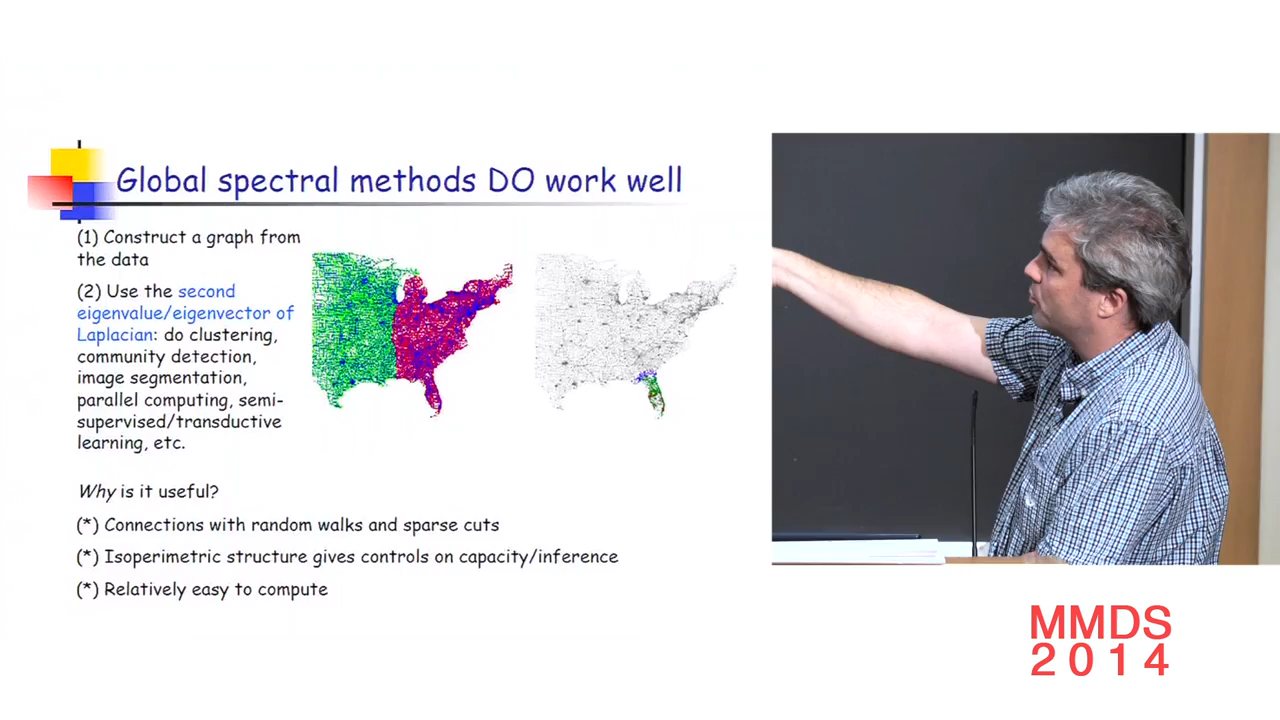 Global spectral methods DO work well
(1) Construct a graph from
the data
(2) Use the second
eigenvalue/eigenvector of
Laplacian: do clustering,
community detection,
image segmentation,
parallel computing, semi-
supervised/transductive
learning, etc.
Why is it useful?
(*) Connections with random walks and sparse cuts
(*) Isoperimetric structure gives controls on capacity/inference
(*) Relatively easy to compute
MMDS
2014